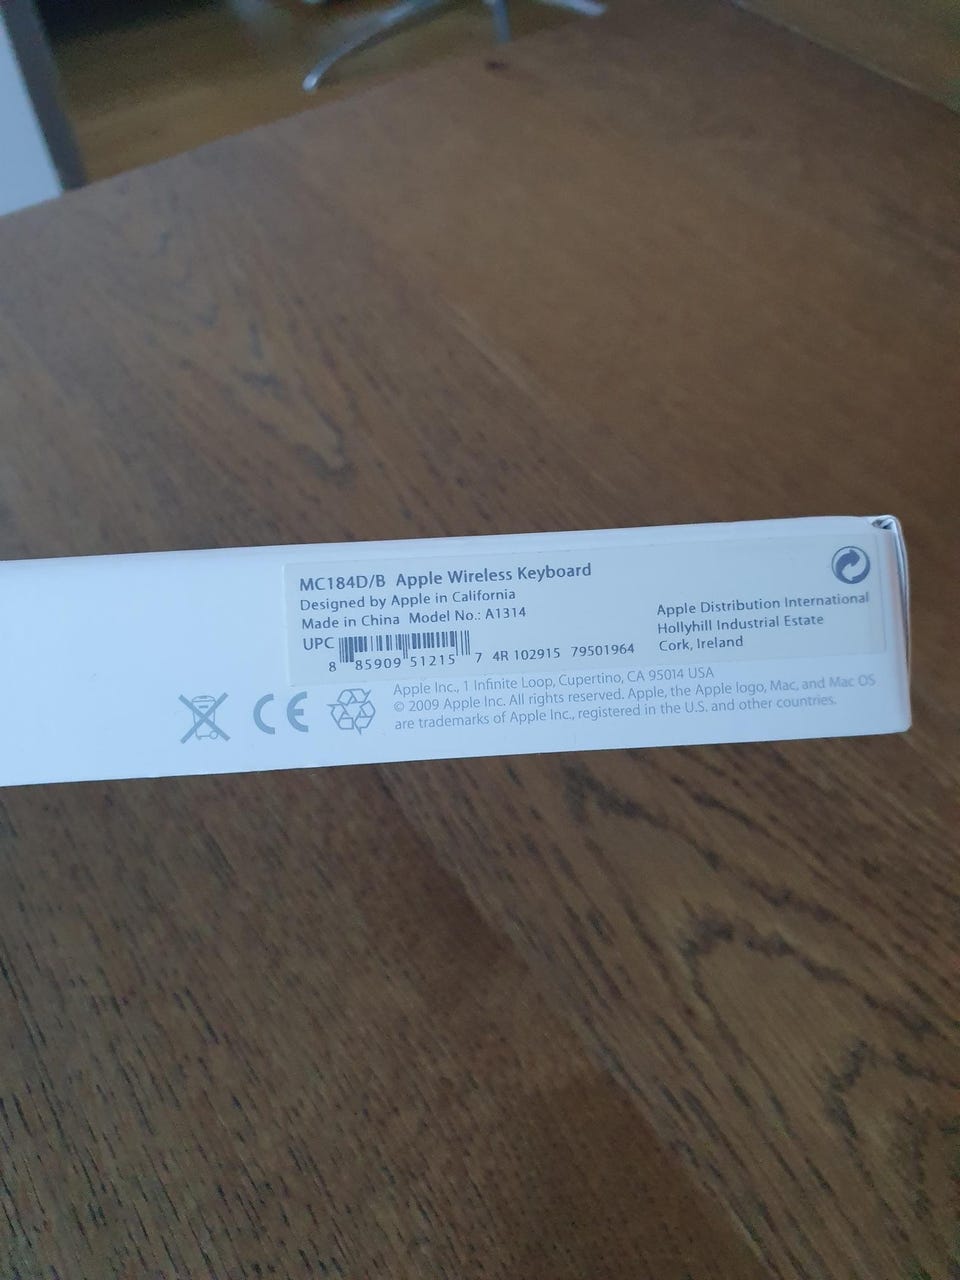 MC184D/B Apple Wireless Keyboard
Designed by Apple in California
Made in China Model No.: A1314
UPC
8 85909 51215 7 4R 102915 79501964
Apple Distribution International
Hollyhill Industrial Estate
Cork, Ireland
CE
Apple Inc., 1 Infinite Loop, Cupertino, CA 95014 USA
© 2009 Apple Inc. All rights reserved. Apple, the Apple logo, Mac, and Mac OS
are trademarks of Apple Inc., registered in the U.S. and other countries.